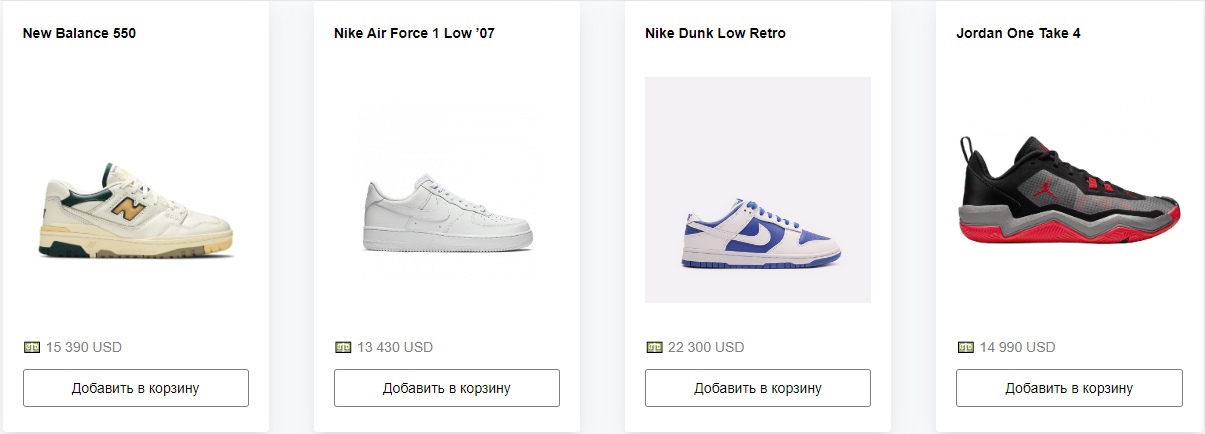 New Balance 550
Nike Air Force 1 Low ’07
Nike Dunk Low Retro
Jordan One Take 4
15 390 USD
13 430 USD
22 300 USD
14 990 USD
Добавить в корзину
Добавить в корзину
Добавить в корзину
Добавить в корзину